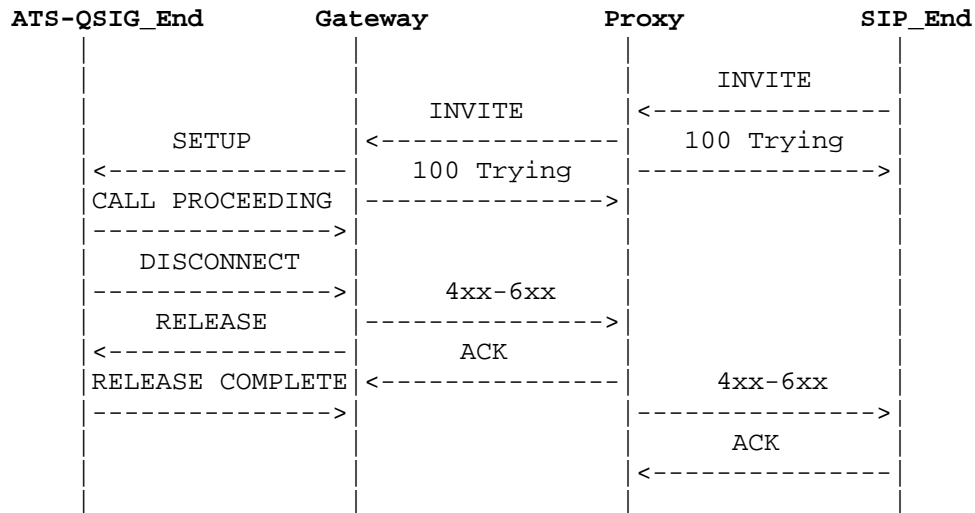 ATS-QSIG_End Gateway Proxy SIP_End
INVITE
INVITE
SETUP 100 Trying
100 Trying
CALL PROCEEDING
DISCONNECT
4xx-6xx
RELEASE
ACK
RELEASE COMPLETE 4xx-6xx
ACK